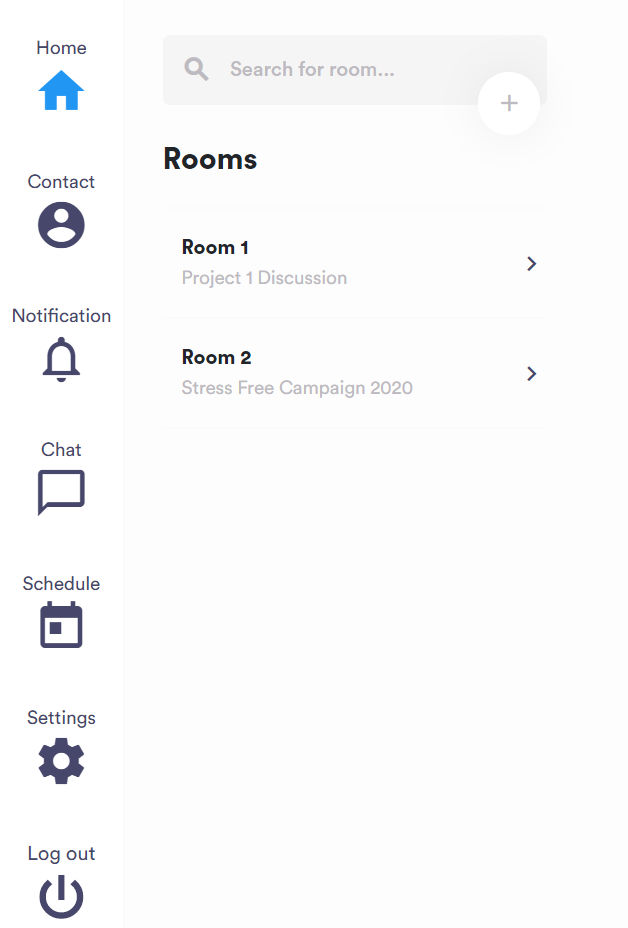 Home
Contact
Notification
Chat
Schedule
Settings
Log out
Search for room...
+
Rooms
Room 1
Project 1 Discussion
Room 2
Stress Free Campaign 2020